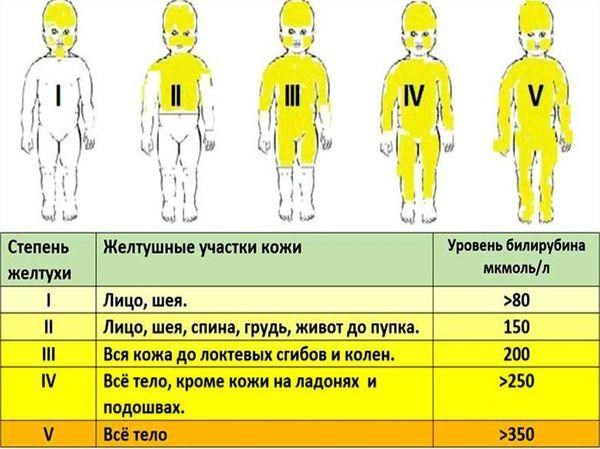 I II III IV V
Степень желтухи Желтушные участки кожи Уровень билирубина мкмоль/л
I Лицо, шея. >80
II Лицо, шея, спина, грудь, живот до пупка. 150
III Вся кожа до локтевых сгибов и колен. 200
IV Всё тело, кроме кожи на ладонях и подошвах. >250
V Всё тело >350